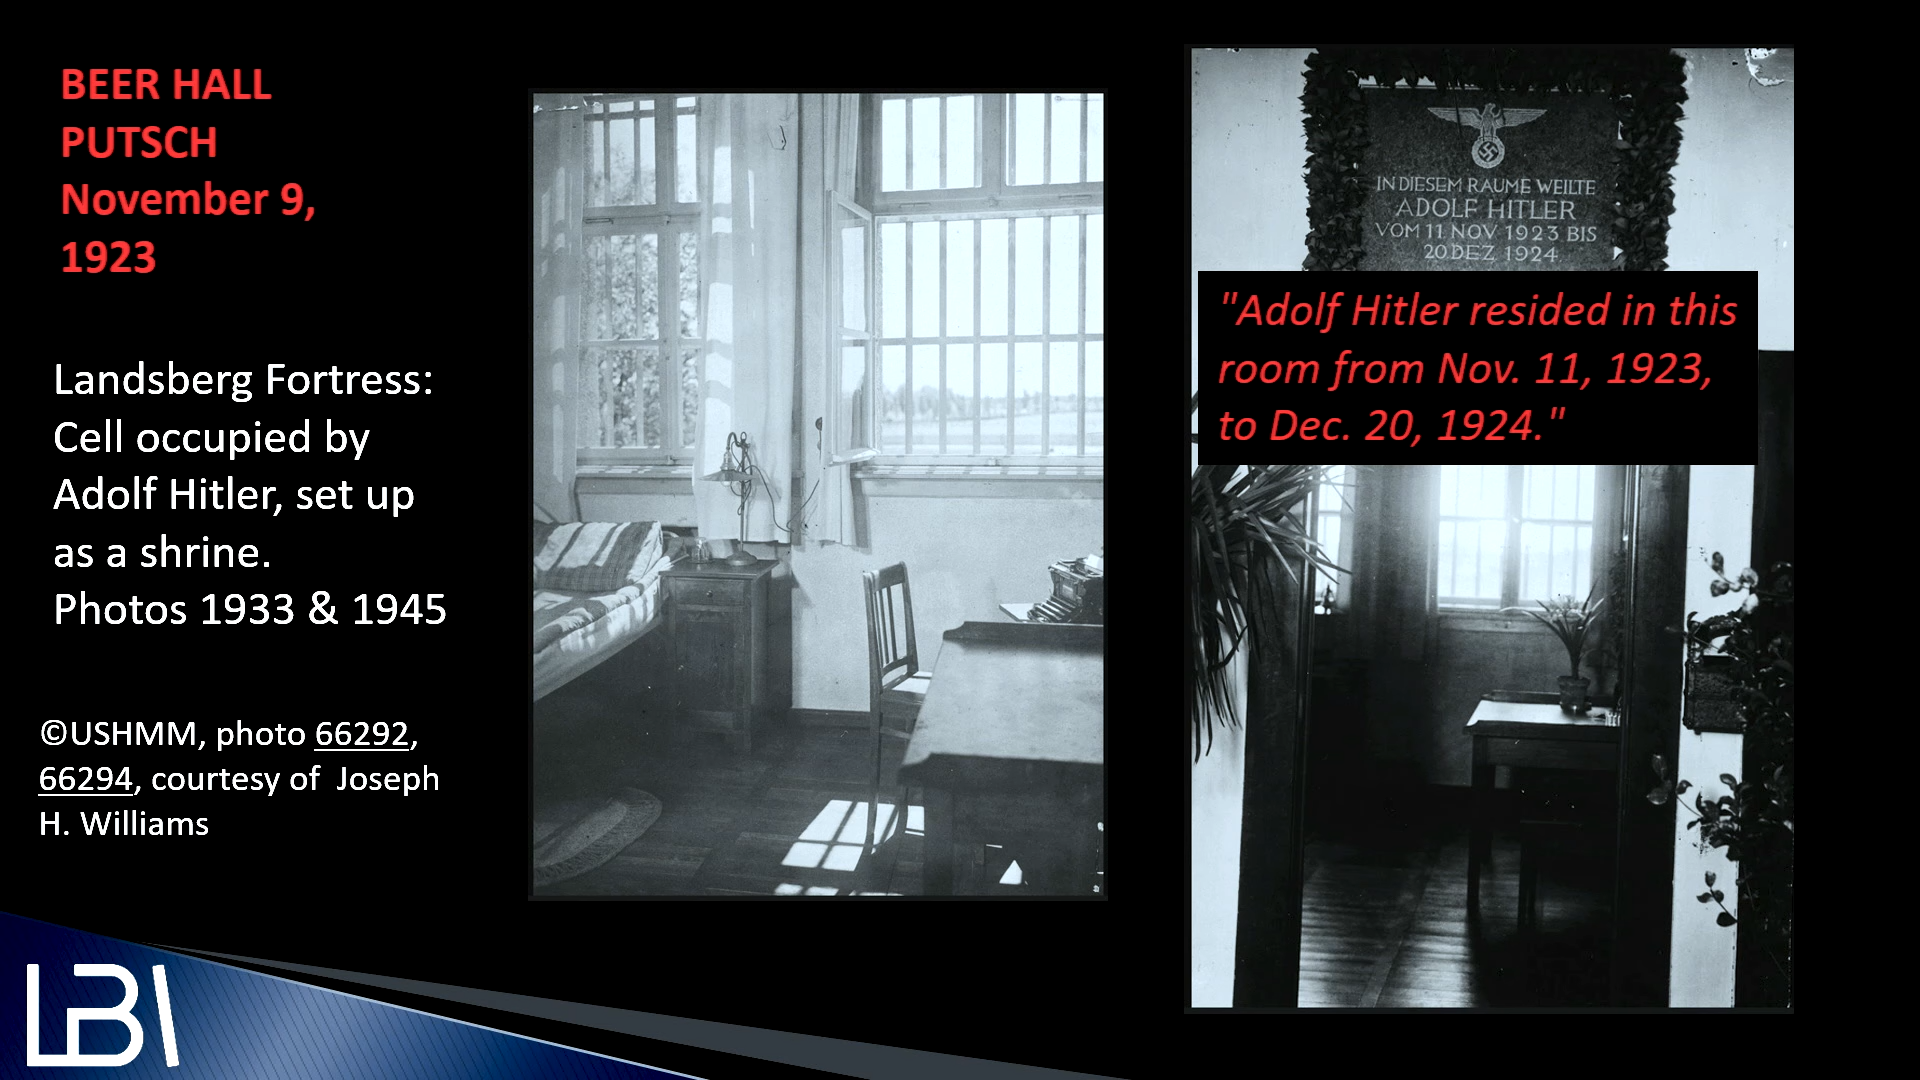 BEER HALL
PUTSCH
November 9,
1923
Landsberg Fortress:
Cell occupied by
Adolf Hitler, set up
as a shrine.
Photos 1933 & 1945
©USHMM, photo 66292,
66294, courtesy of Joseph
H. Williams
LBI
IN DIESEM RAUME WEILTE
ADOLF HITLER
VOM 11. NOV 1923 BIS
20 DEZ 1924
"Adolf Hitler resided in this
room from Nov. 11, 1923,
to Dec. 20, 1924."